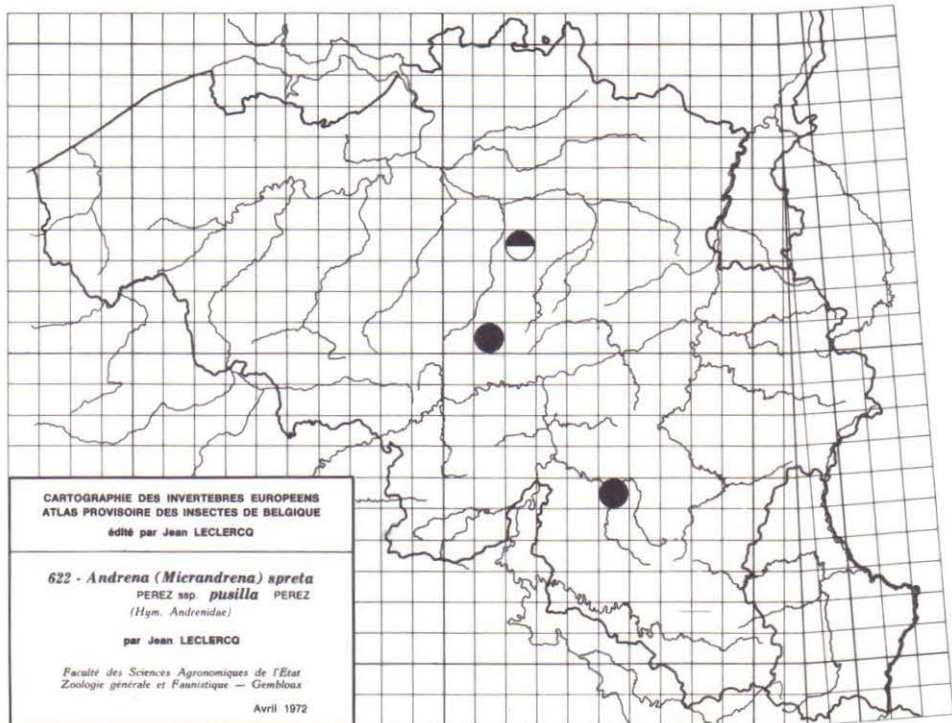 CARTOGRAPHIE DES INVERTEBRES EUROPEENS
ATLAS PROVISOIRE DES INSECTES DE BELGIQUE
édité par Jean LECLERCQ
622 - Andrena (Micrandrena) spreta
PEREZ ssp. pusilla PEREZ
(Hym. Andrenidae)
par Jean LECLERCQ
Faculté des Sciences Agronomiques de l'Etat
Zoologie générale et Faunistique — Gembloux
Avril 1972